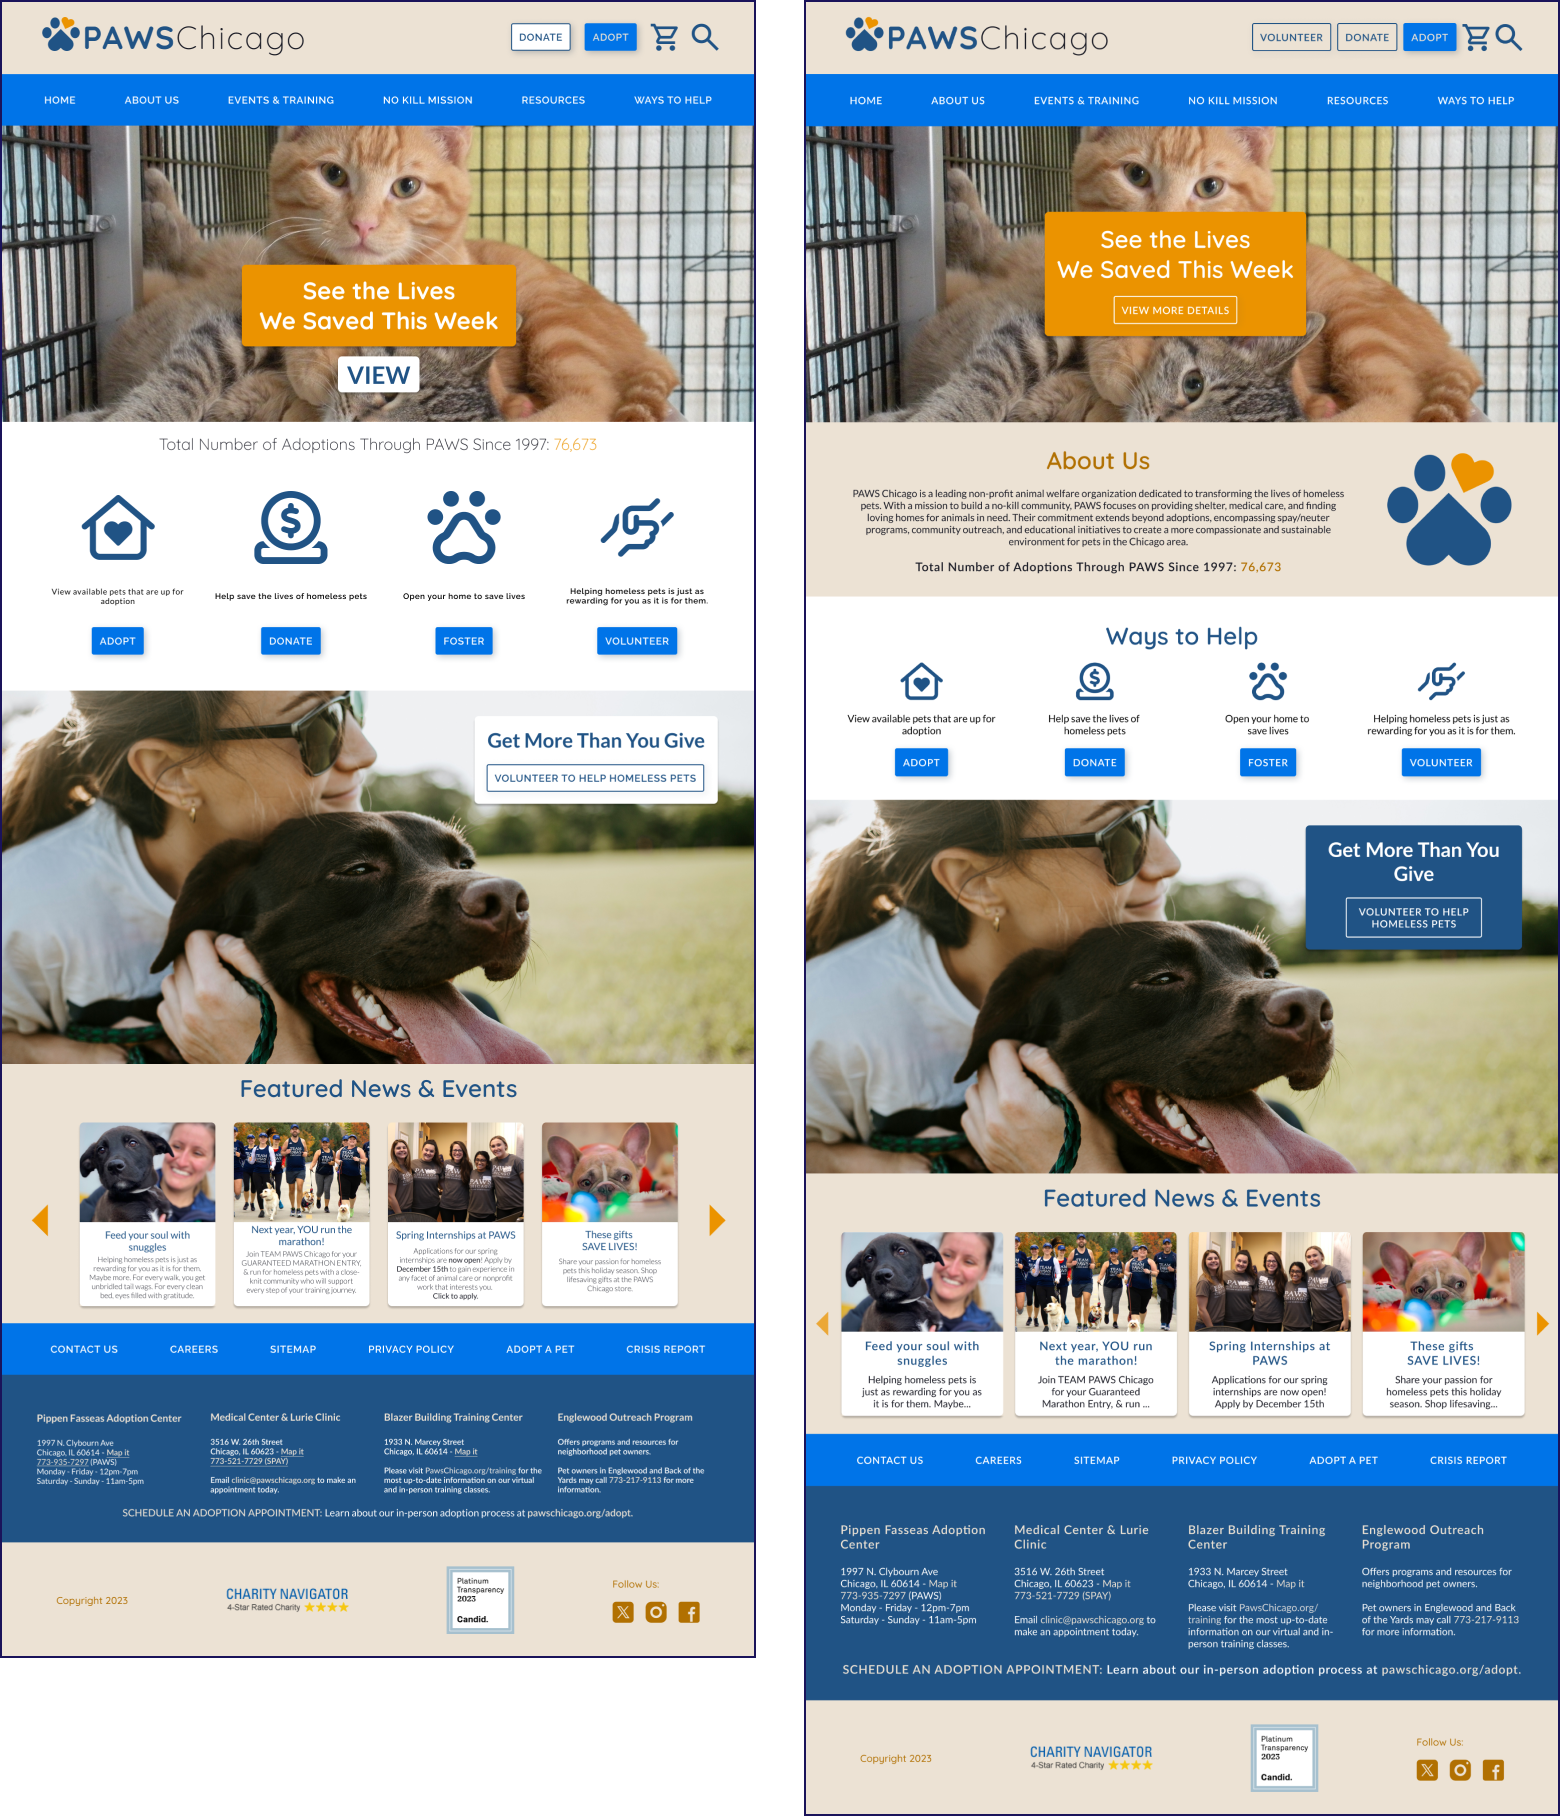 PAWSChicago
DONATE
ADOPT
HOME
ABOUT US
EVENTS & TRAINING
NO KILL MISSION
RESOURCES
WAYS TO HELP
See the Lives
We Saved This Week
VIEW
Total Number of Adoptions Through PAWS Since 1997: 76,673
View available pets that are up for
adoption
Help save the lives of homeless pets
Open your home to save lives
Helping homeless pets is just as
rewarding for you as it is for them.
ADOPT
DONATE
FOSTER
VOLUNTEER
Get More Than You Give
VOLUNTEER TO HELP HOMELESS PETS
Featured News & Events
Feed your soul with
snuggles
Helping homeless pets is just as
rewarding for you as it is for them.
Maybe more. For every walk, you get
unbridled tail wags. For every clean
bed, eyes filled with gratitude.
Next year, YOU run the
marathon!
Join TEAM PAWS Chicago for your
GUARANTEED MARATHON ENTRY,
& run for homeless pets with a close-
knit community who will support
every step of your training journey.
Spring Internships at PAWS
Applications for our spring
internships are now open! Apply by
December 15th to gain experience in
any facet of animal care or nonprofit
work that interests you.
Click to apply.
These gifts
SAVE LIVES!
Share your passion for homeless
pets this holiday season. Shop
lifesaving gifts at the PAWS
Chicago store.
CONTACT US
CAREERS
SITEMAP
PRIVACY POLICY
ADOPT A PET
CRISIS REPORT
Pippen Fasseas Adoption Center
1997 N. Clybourn Ave
Chicago, IL 60614 - Map it
773-935-7297 (PAWS)
Monday - Friday - 12pm-7pm
Saturday - Sunday - 11am-5pm
Medical Center & Lurie Clinic
3516 W. 26th Street
Chicago, IL 60623 - Map it
773-521-7729 (SPAY)
Email clinic@pawschicago.org to make an
appointment today.
Blazer Building Training Center
1933 N. Marcey Street
Chicago, IL 60614 - Map it
Please visit PawsChicago.org/training for the
most up-to-date information on our virtual
and in-person training classes.
Englewood Outreach Program
Offers programs and resources for
neighborhood pet owners.
Pet owners in Englewood and Back of the
Yards may call 773-217-9113 for more
information.
SCHEDULE AN ADOPTION APPOINTMENT: Learn about our in-person adoption process at pawschicago.org/adopt.
Copyright 2023
CHARITY NAVIGATOR
4-Star Rated Charity
Platinum
Transparency
2023
Candid.
Follow Us:
PAWSChicago
VOLUNTEER
DONATE
ADOPT
HOME
ABOUT US
EVENTS & TRAINING
NO KILL MISSION
RESOURCES
WAYS TO HELP
See the Lives
We Saved This Week
VIEW MORE DETAILS
About Us
PAWS Chicago is a leading non-profit animal welfare organization dedicated to transforming the lives of homeless
pets. With a mission to build a no-kill community, PAWS focuses on providing shelter, medical care, and finding
loving homes for animals in need. Their commitment extends beyond adoptions, encompassing spay/neuter
programs, community outreach, and educational initiatives to create a more compassionate and sustainable
environment for pets in the Chicago area.
Total Number of Adoptions Through PAWS Since 1997: 76,673
Ways to Help
View available pets that are up for
adoption
Help save the lives of
homeless pets
Open your home to
save lives
Helping homeless pets is just as
rewarding for you as it is for them.
ADOPT
DONATE
FOSTER
VOLUNTEER
Get More Than You
Give
VOLUNTEER TO HELP
HOMELESS PETS
Featured News & Events
Feed your soul with
snuggles
Helping homeless pets is
just as rewarding for you as
it is for them. Maybe...
Next year, YOU run
the marathon!
Join TEAM PAWS Chicago
for your Guaranteed
Marathon Entry, & run ...
Spring Internships at
PAWS
Applications for our spring
internships are now open!
Apply by December 15th
These gifts
SAVE LIVES!
Share your passion for
homeless pets this holiday
season. Shop lifesaving...
CONTACT US
CAREERS
SITEMAP
PRIVACY POLICY
ADOPT A PET
CRISIS REPORT
Pippen Fasseas Adoption
Center
1997 N. Clybourn Ave
Chicago, IL 60614 - Map it
773-935-7297 (PAWS)
Monday - Friday - 12pm-7pm
Saturday - Sunday - 11am-5pm
Medical Center & Lurie
Clinic
3516 W. 26th Street
Chicago, IL 60623 - Map it
773-521-7729 (SPAY)
Email clinic@pawschicago.org to
make an appointment today.
Blazer Building Training
Center
1933 N. Marcey Street
Chicago, IL 60614 - Map it
Please visit PawsChicago.org/
training for the most up-to-date
information on our virtual and in-
person training classes.
Englewood Outreach
Program
Offers programs and resources for
neighborhood pet owners.
Pet owners in Englewood and Back
of the Yards may call 773-217-9113
for more information.
SCHEDULE AN ADOPTION APPOINTMENT: Learn about our in-person adoption process at pawschicago.org/adopt.
Copyright 2023
CHARITY NAVIGATOR
4-Star Rated Charity
Platinum
Transparency
2023
Candid.
Follow Us: